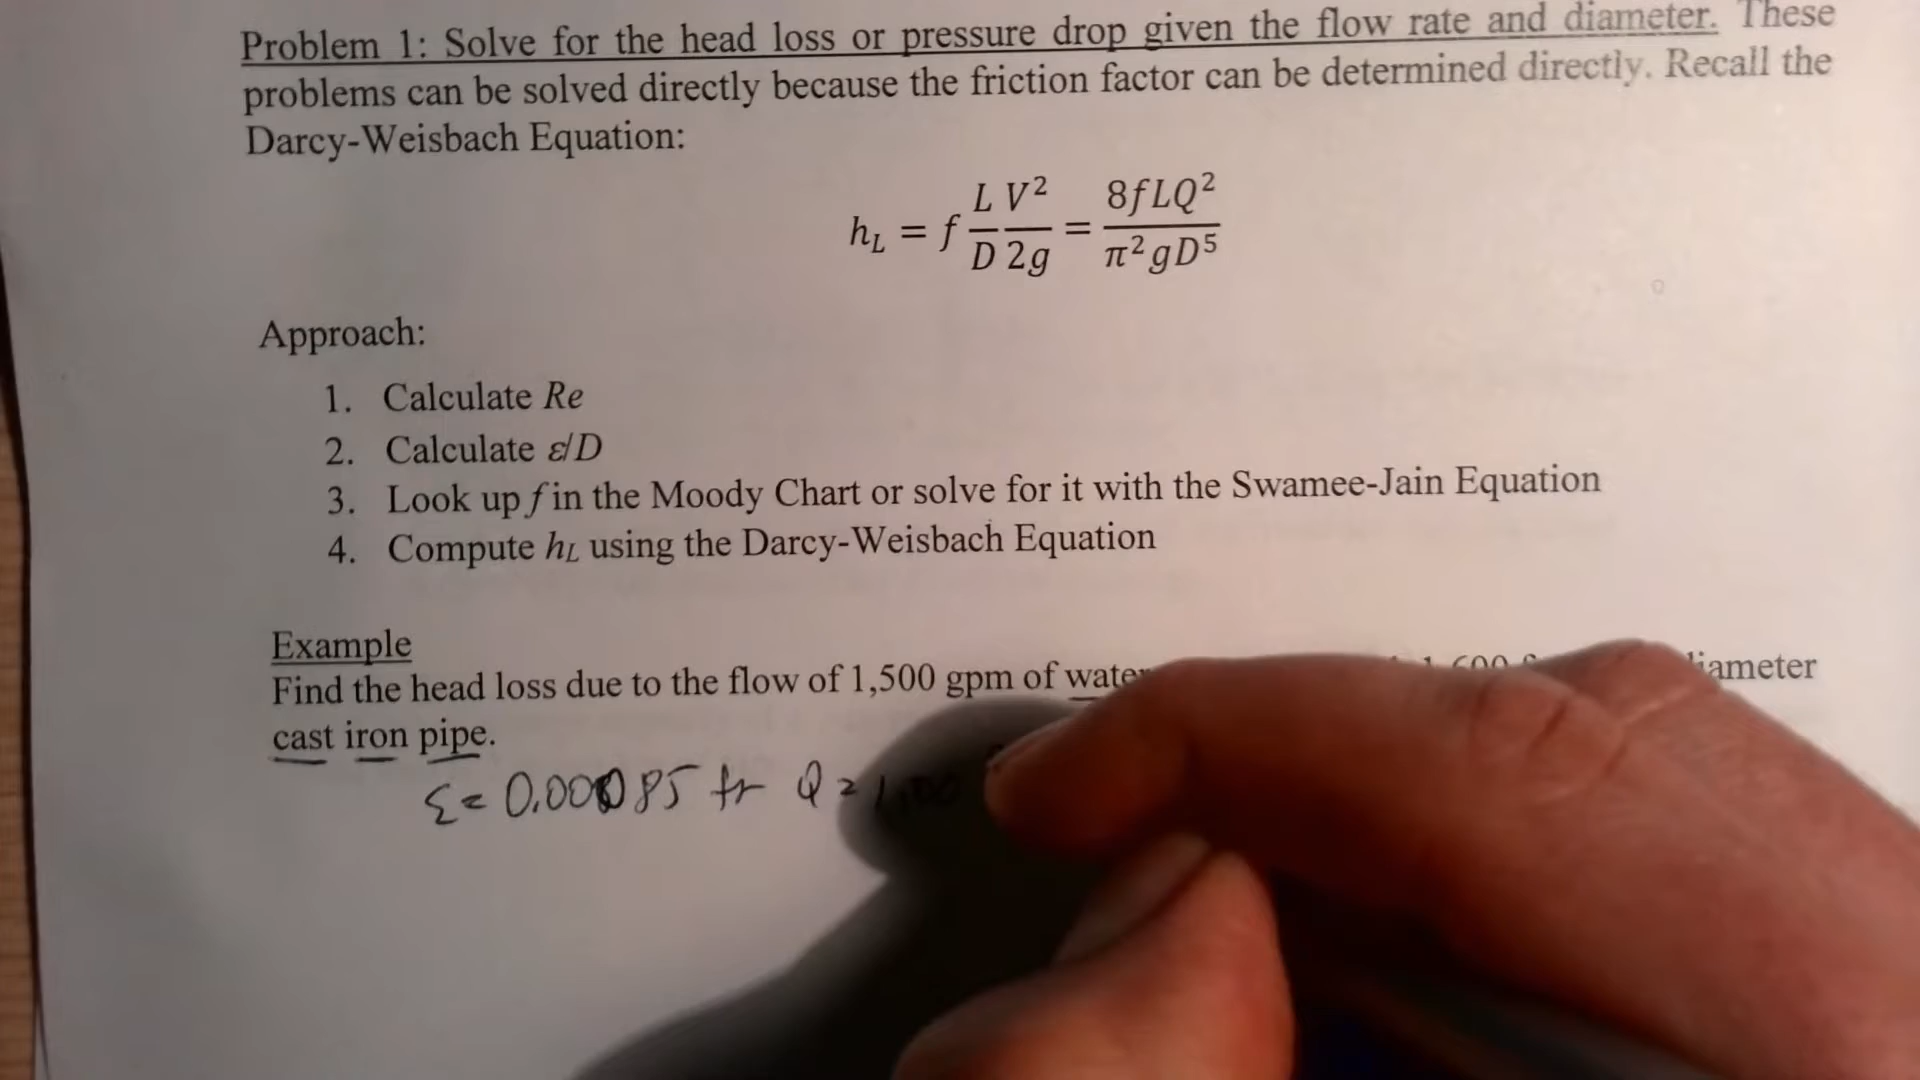 Problem 1: Solve for the head loss or pressure drop given the flow rate and diameter. These
problems can be solved directly because the friction factor can be determined directly. Recall the
Darcy-Weisbach Equation:
h_L = f L/D V²/2g = 8fLQ²/π²gD⁵
Approach:
1. Calculate Re
2. Calculate ε/D
3. Look up f in the Moody Chart or solve for it with the Swamee-Jain Equation
4. Compute h_L using the Darcy-Weisbach Equation
Example
Find the head loss due to the flow of 1,500 gpm of
cast iron pipe.
ε = 0.00085 ft Q =